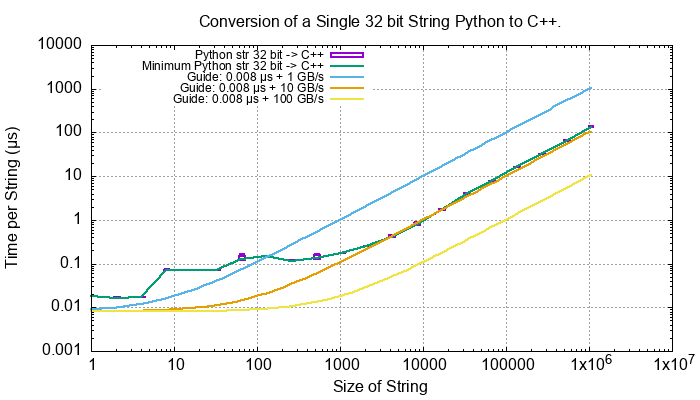 Conversion of a Single 32 bit String Python to C++.
10000
1000
100
10
1
0.1
0.01
0.001
Time per String (µs)
Python str 32 bit -> C++
Minimum Python str 32 bit -> C++
Guide: 0.008 µs + 1 GB/s
Guide: 0.008 µs + 10 GB/s
Guide: 0.008 µs + 100 GB/s
1 10 100 1000 10000 100000 1x10⁶ 1x10⁷
Size of String